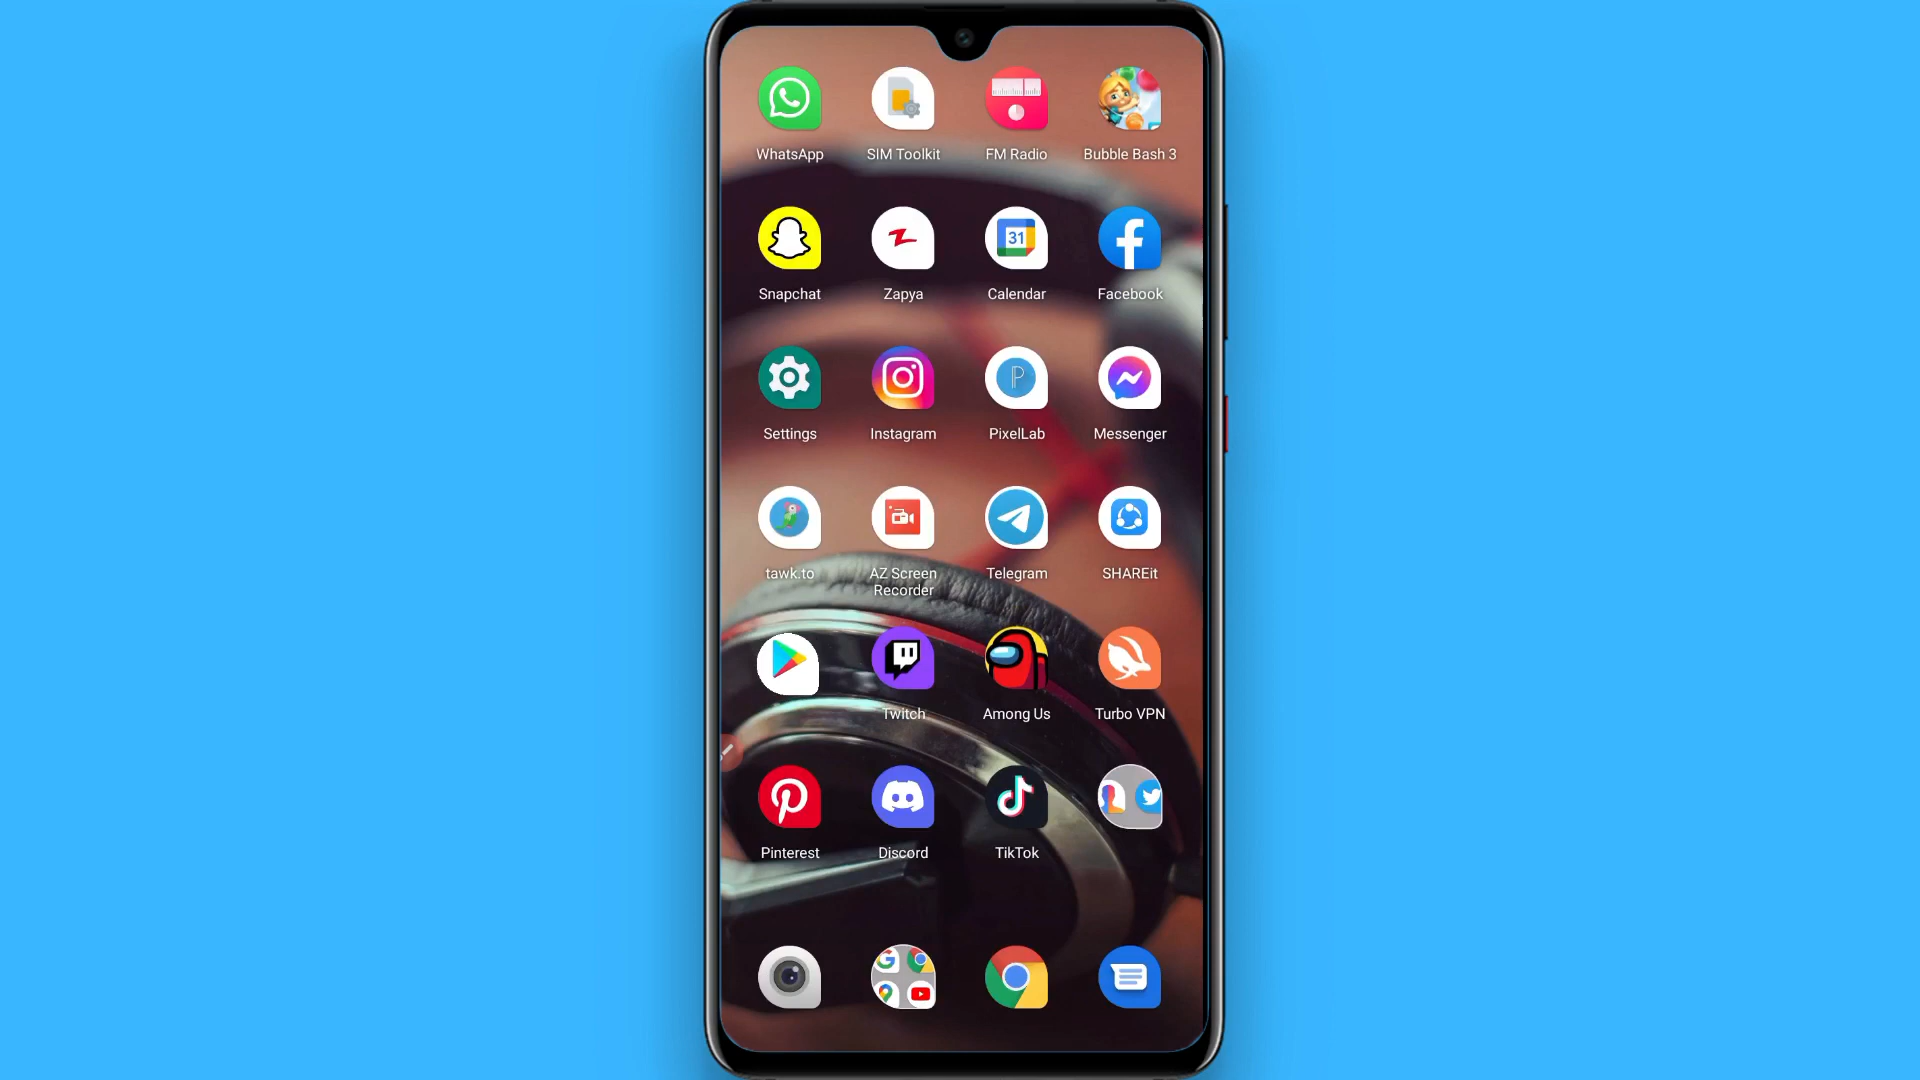 WhatsApp
SIM Toolkit
FM Radio
Bubble Bash 3
Snapchat
Zapya
31
Calendar
Facebook
Settings
Instagram
P
PixelLab
Messenger
tawk.to
AZ Screen
Recorder
Telegram
SHAREit
Twitch
Among Us
Turbo VPN
Pinterest
Discord
TikTok